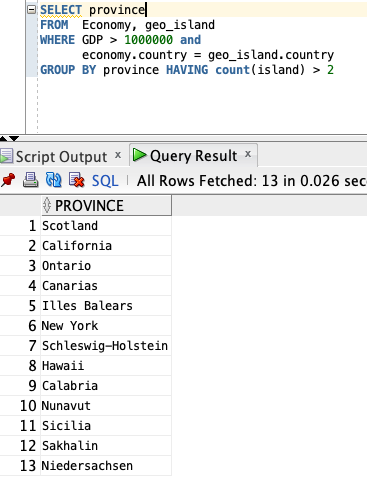 SELECT province
FROM  Economy, geo_island
WHERE GDP > 1000000 and
      economy.country = geo_island.country
GROUP BY province HAVING count(island) > 2
Script Output x Query Result x
SQL | All Rows Fetched: 13 in 0.026 sec
PROVINCE
1 Scotland
2 California
3 Ontario
4 Canarias
5 Illes Balears
6 New York
7 Schleswig-Holstein
8 Hawaii
9 Calabria
10 Nunavut
11 Sicilia
12 Sakhalin
13 Niedersachsen